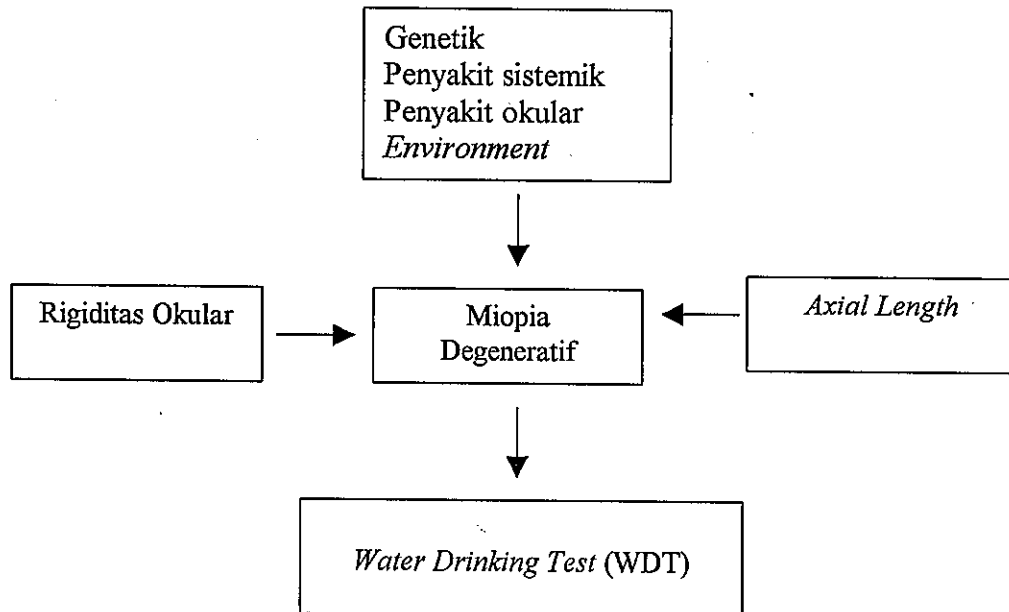 Genetik
Penyakit sistemik
Penyakit okular
Environment
Rigiditas Okular
Miopia
Degeneratif
Axial Length
Water Drinking Test (WDT)